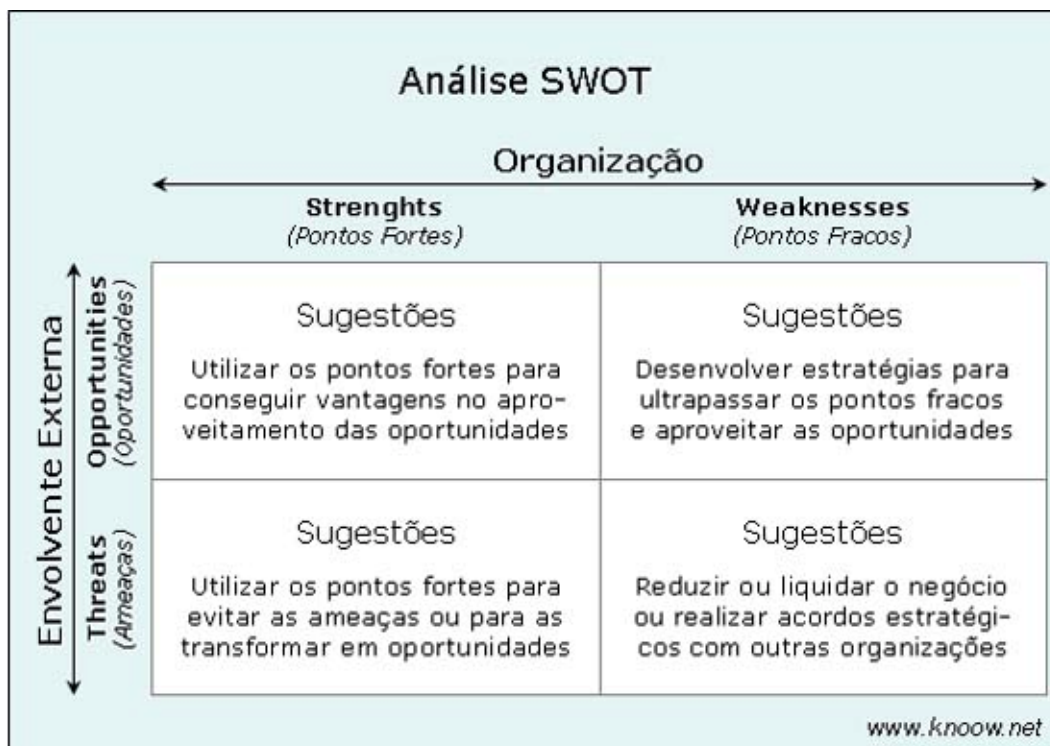 Análise SWOT
Organização
Strenghts
(Pontos Fortes)
Weaknesses
(Pontos Fracos)
Envolvente Externa
Opportunities
(Oportunidades)
Sugestões
Utilizar os pontos fortes para
conseguir vantagens no apro-
veitamento das oportunidades
Sugestões
Desenvolver estratégias para
ultrapassar os pontos fracos
e aproveitar as oportunidades
Threats
(Ameaças)
Sugestões
Utilizar os pontos fortes para
evitar as ameaças ou para as
transformar em oportunidades
Sugestões
Reduzir ou liquidar o negócio
ou realizar acordos estratégi-
cos com outras organizações
www.knoow.net